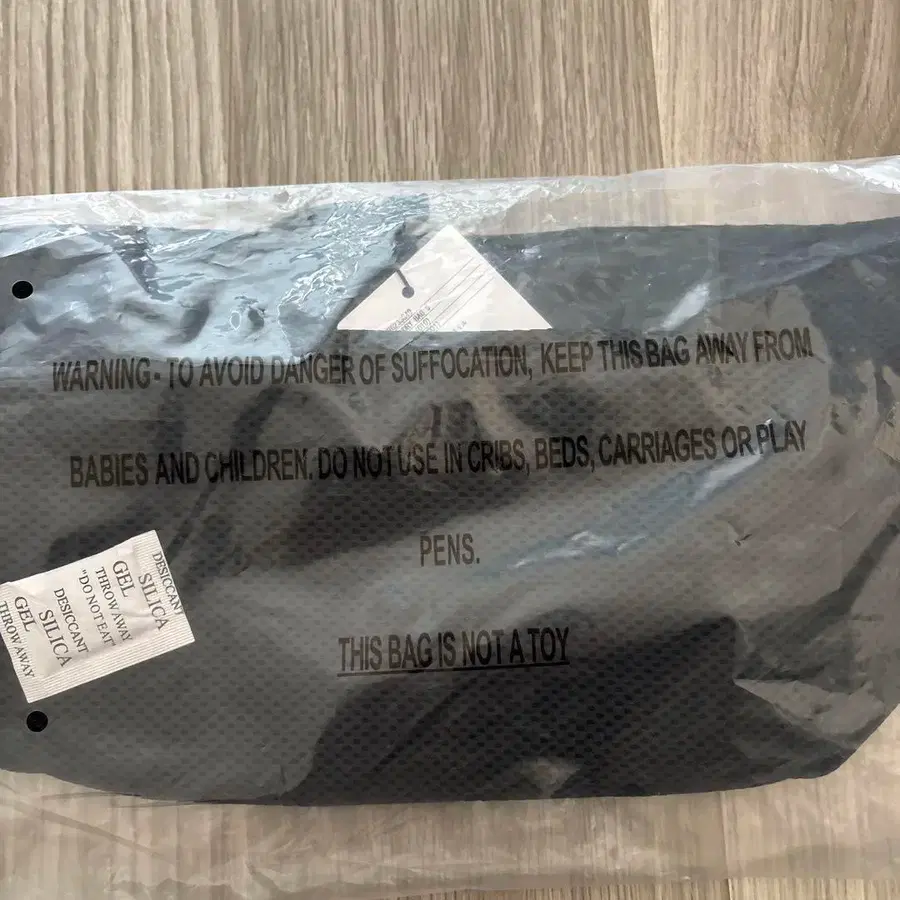 WARNING - TO AVOID DANGER OF SUFFOCATION, KEEP THIS BAG AWAY FROM
BABIES AND CHILDREN. DO NOT USE IN CRIBS, BEDS, CARRIAGES OR PLAY
PENS.
THIS BAG IS NOT A TOY
DESICCANT
SILICA
GEL
THROW AWAY
"DO NOT EAT"
DESICCANT
SILICA
GEL
THROW AWAY